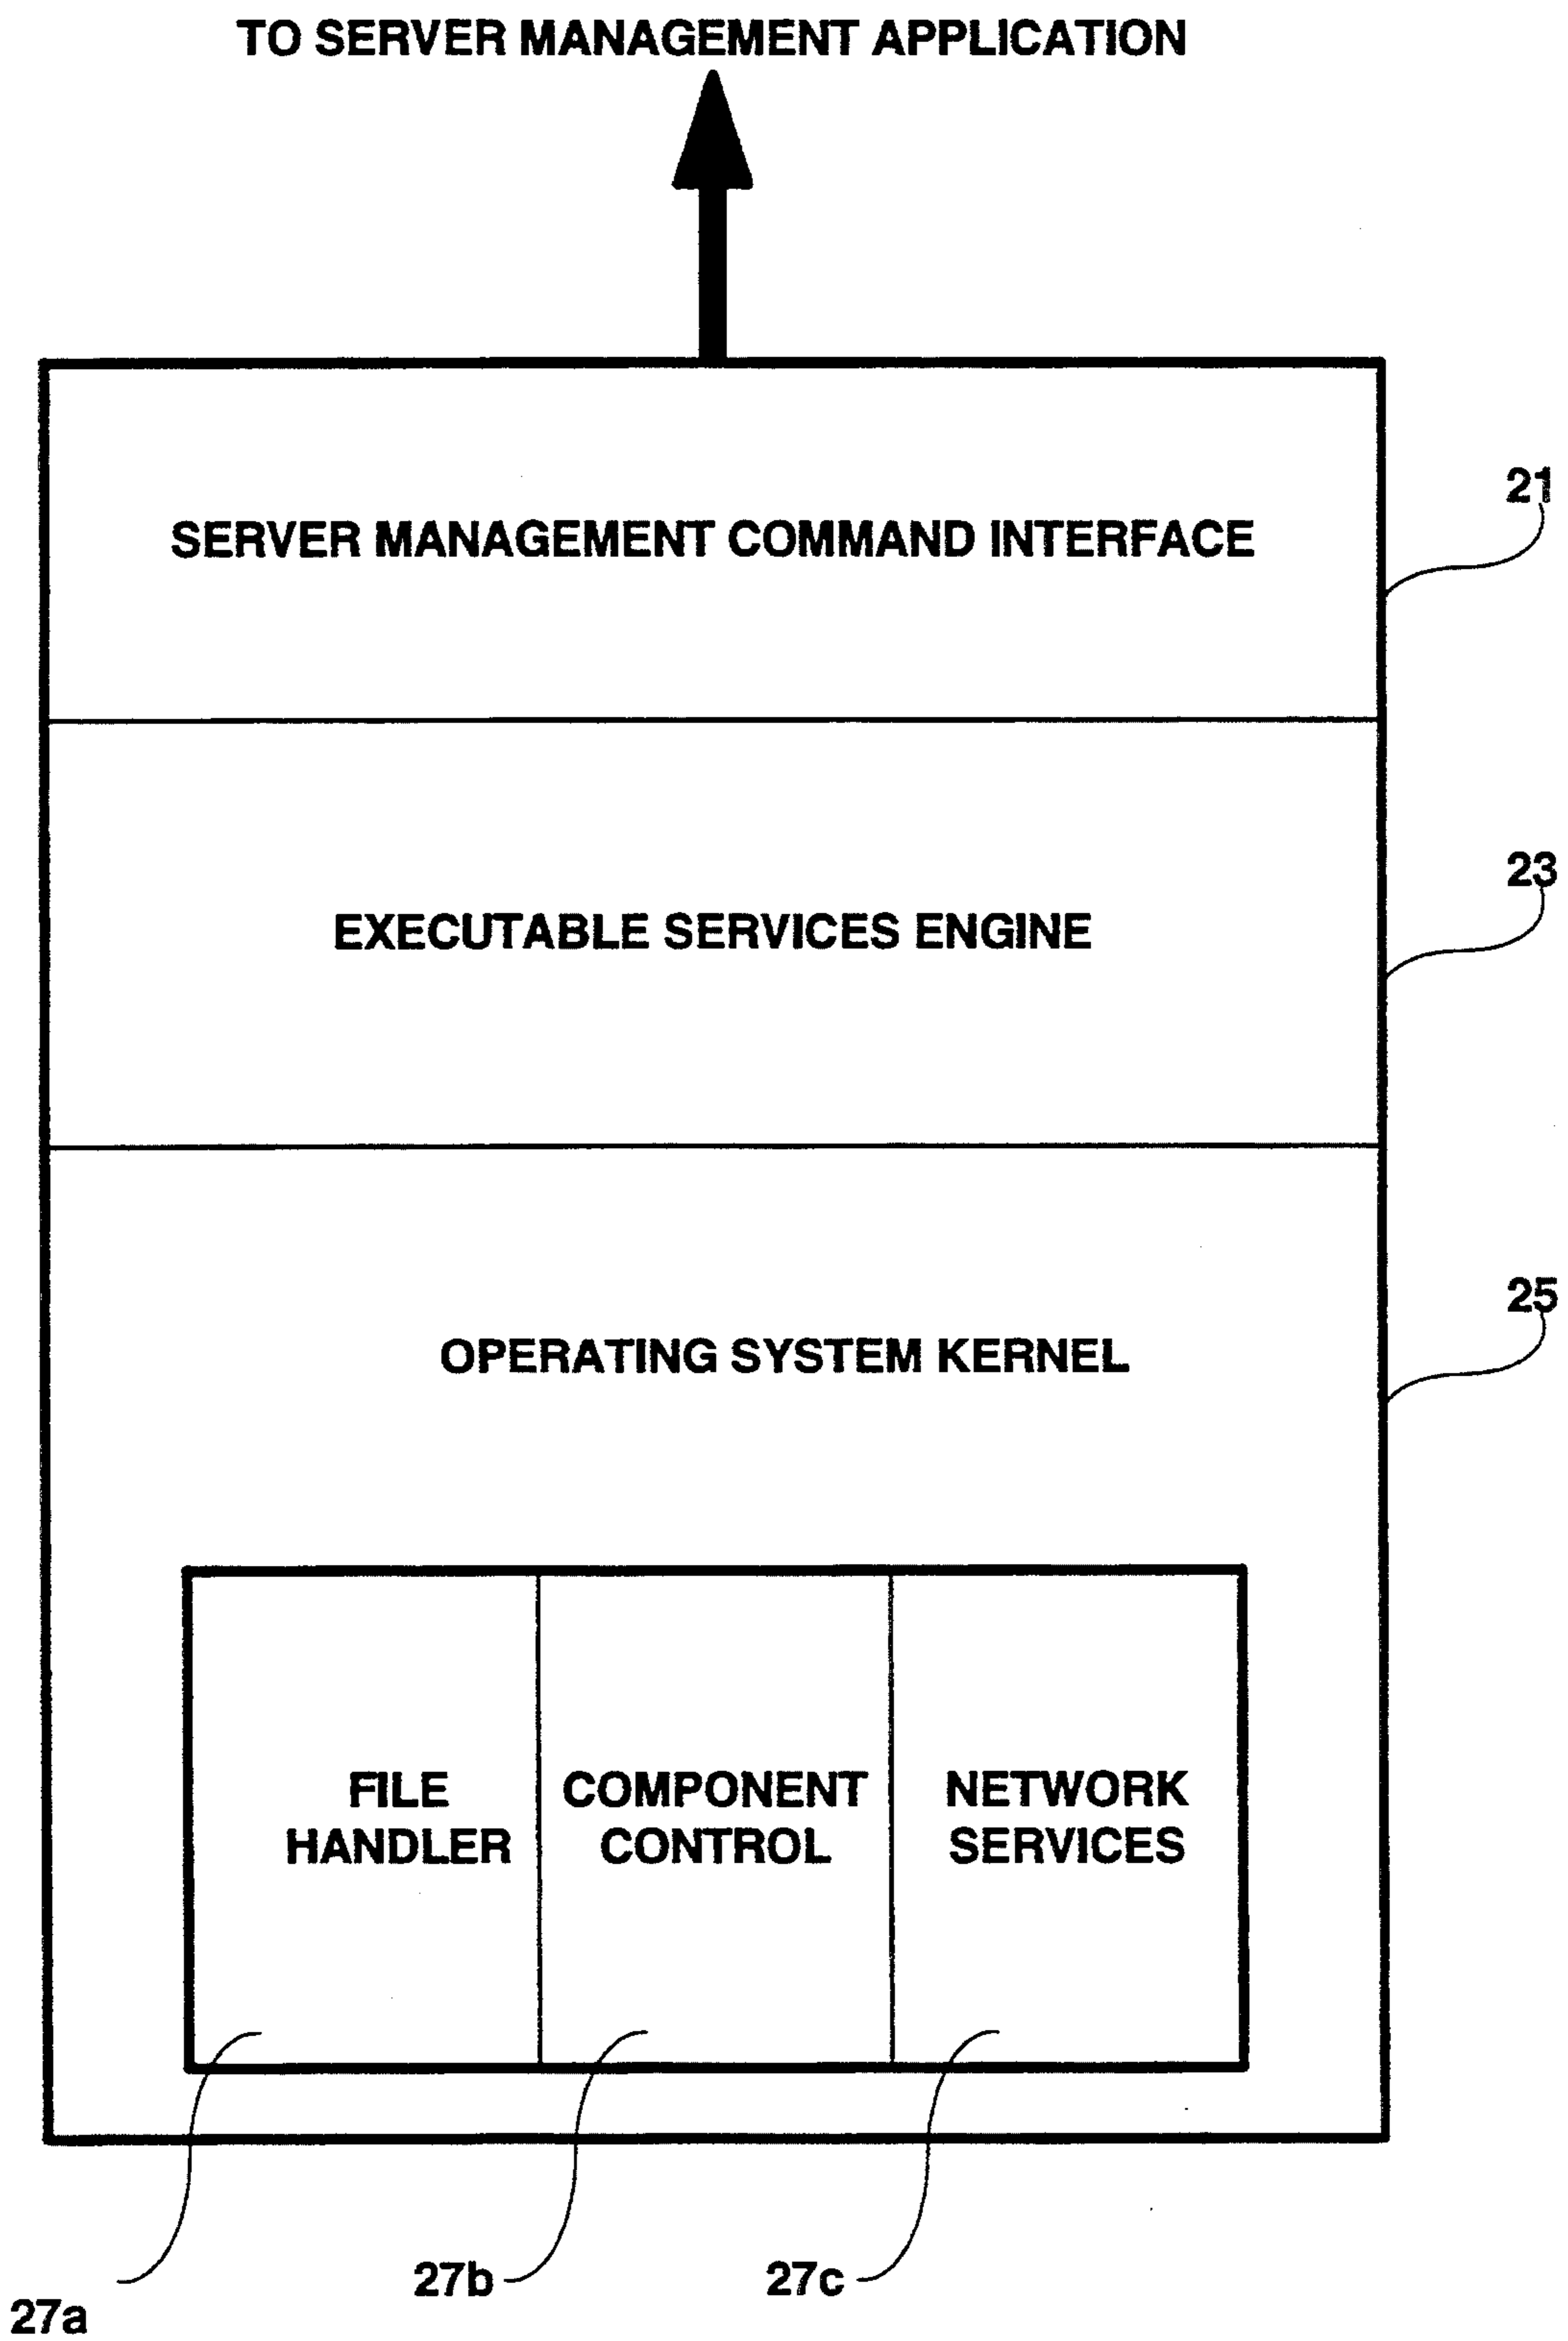 TO SERVER MANAGEMENT APPLICATION
SERVER MANAGEMENT COMMAND INTERFACE
21
EXECUTABLE SERVICES ENGINE
23
OPERATING SYSTEM KERNEL
25
FILE
HANDLER
COMPONENT
CONTROL
NETWORK
SERVICES
27a
27b
27c